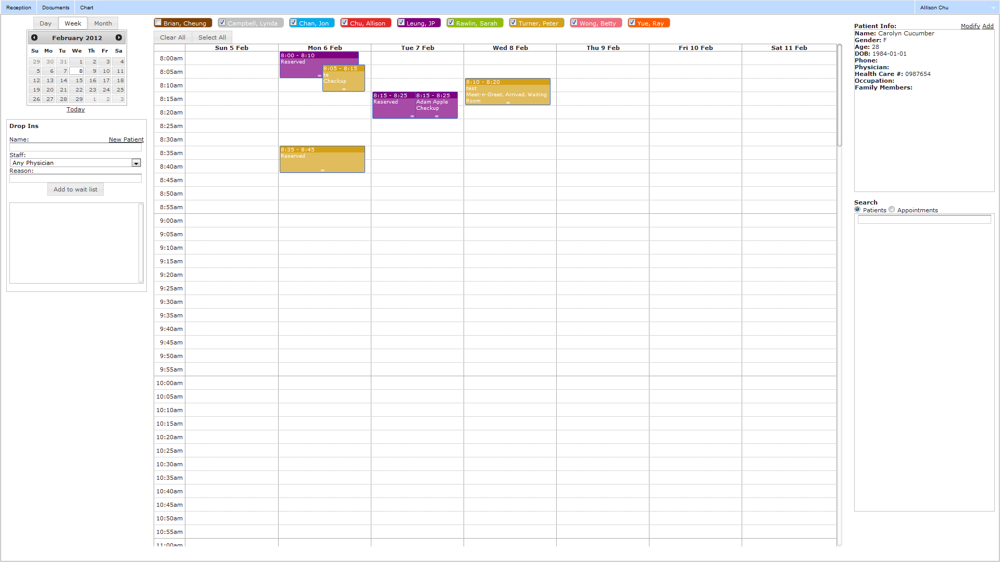 Reception Documents Chart Allison Chu
Day Week Month
February 2012
Su Mo Tu We Th Fr Sa
29 30 31 1 2 3 4
5 6 7 8 9 10 11
12 13 14 15 16 17 18
19 20 21 22 23 24 25
26 27 28 29 1 2 3
Today
Drop Ins
Name: New Patient
Staff:
Any Physician
Reason:
Add to wait list
Brian, Cheung Campbell, Lynda Chan, Jon Chu, Allison Leung, JP Rawlin, Sarah Turner, Peter Wong, Betty Yue, Ray
Clear All Select All
Sun 5 Feb Mon 6 Feb Tue 7 Feb Wed 8 Feb Thu 9 Feb Fri 10 Feb Sat 11 Feb
8:00am
8:05am
8:10am
8:15am
8:20am
8:25am
8:30am
8:35am
8:40am
8:45am
8:50am
8:55am
9:00am
9:05am
9:10am
9:15am
9:20am
9:25am
9:30am
9:35am
9:40am
9:45am
9:50am
9:55am
10:00am
10:05am
10:10am
10:15am
10:20am
10:25am
10:30am
10:35am
10:40am
10:45am
10:50am
10:55am
11:00am
8:00 - 8:10
Reserved
8:05 - 8:15
te
Checkup
8:35 - 8:45
Reserved
8:15 - 8:25
Reserved
8:15 - 8:25
Adam Apple
Checkup
8:10 - 8:20
test
Meet-n-Greet, Arrived, Waiting
Room
Patient Info: Modify Add
Name: Carolyn Cucumber
Gender: F
Age: 28
DOB: 1984-01-01
Phone:
Physician:
Health Care #: 0987654
Occupation:
Family Members:
Search
Patients Appointments